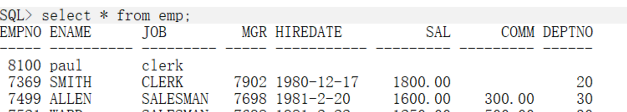 SQL> select * from emp;
EMPNO ENAME JOB MGR HIREDATE SAL COMM DEPTNO
----- ---------- --------- ----- ----------- --------- --------- ------
8100 paul clerk
7369 SMITH CLERK 7902 1980-12-17 1800.00 20
7499 ALLEN SALESMAN 7698 1981-2-20 1600.00 300.00 30